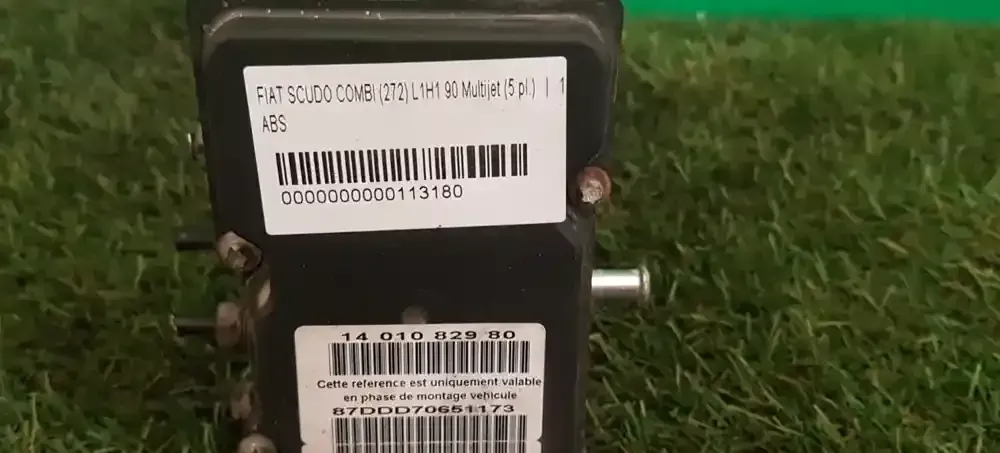 FIAT SCUDO COMBI (272) L1H1 90 Multijet (5 pl.) | 1
ABS
0000000000113180
14 010 829 80
Cette reference est uniquement valable
en phase de montage vehicule
87DDD70651173